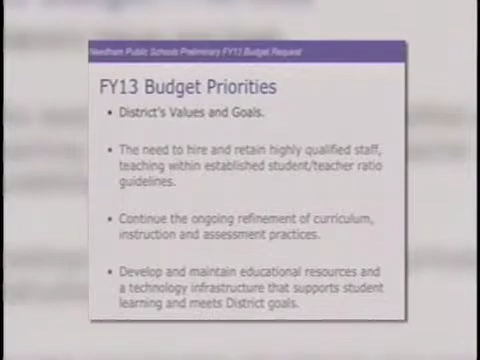 Needham Public Schools Preliminary FY13 Budget Request
FY13 Budget Priorities
• District's Values and Goals.
• The need to hire and retain highly qualified staff,
teaching within established student/teacher ratio
guidelines.
• Continue the ongoing refinement of curriculum,
instruction and assessment practices.
• Develop and maintain educational resources and
a technology infrastructure that supports student
learning and meets District goals.